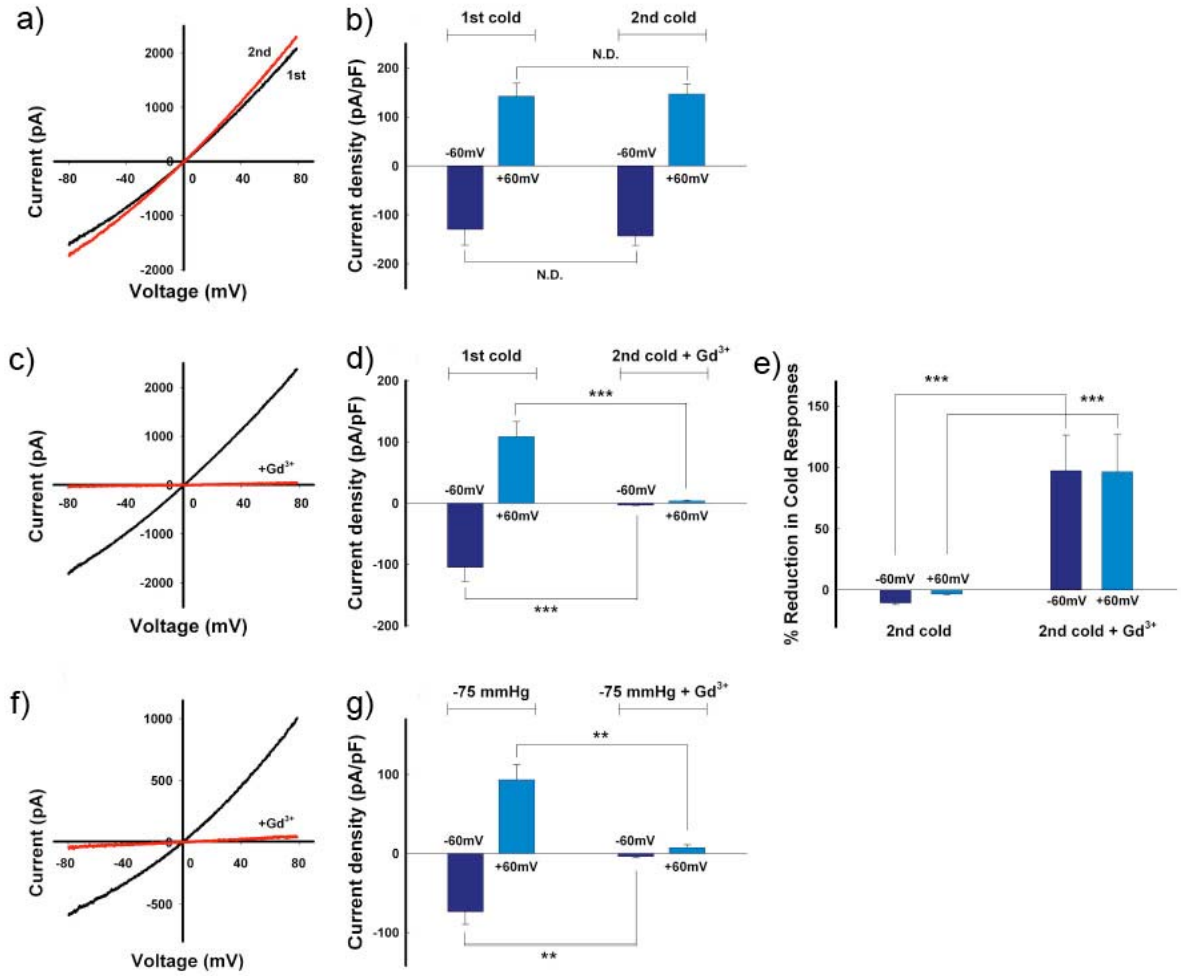 a)
2000
2nd
1st
1000
0
-80
-40
0
40
80
-1000
-2000
Current (pA)
Voltage (mV)
b)
1st cold
2nd cold
N.D.
200
100
0
-100
-200
-60mV
+60mV
-60mV
+60mV
N.D.
Current density (pA/pF)
c)
2000
1000
+Gd³⁺
0
-80
-40
0
40
80
-1000
-2000
Current (pA)
Voltage (mV)
d)
1st cold
2nd cold + Gd³⁺
200
100
0
-100
-200
***
-60mV
+60mV
-60mV
+60mV
***
Current density (pA/pF)
e)
***
***
150
100
50
0
-60mV
+60mV
-60mV
+60mV
2nd cold
2nd cold + Gd³⁺
% Reduction in Cold Responses
f)
1000
500
+Gd³⁺
0
-80
-40
0
40
80
-500
Current (pA)
Voltage (mV)
g)
-75 mmHg
-75 mmHg + Gd³⁺
**
100
0
-100
-60mV
+60mV
-60mV
+60mV
**
Current density (pA/pF)